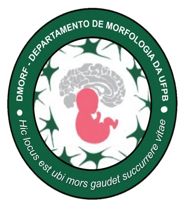 DMORF - DEPARTAMENTO DE MORFOLOGIA DA UFPB
Hic locus est ubi mors gaudet succurrere vitae